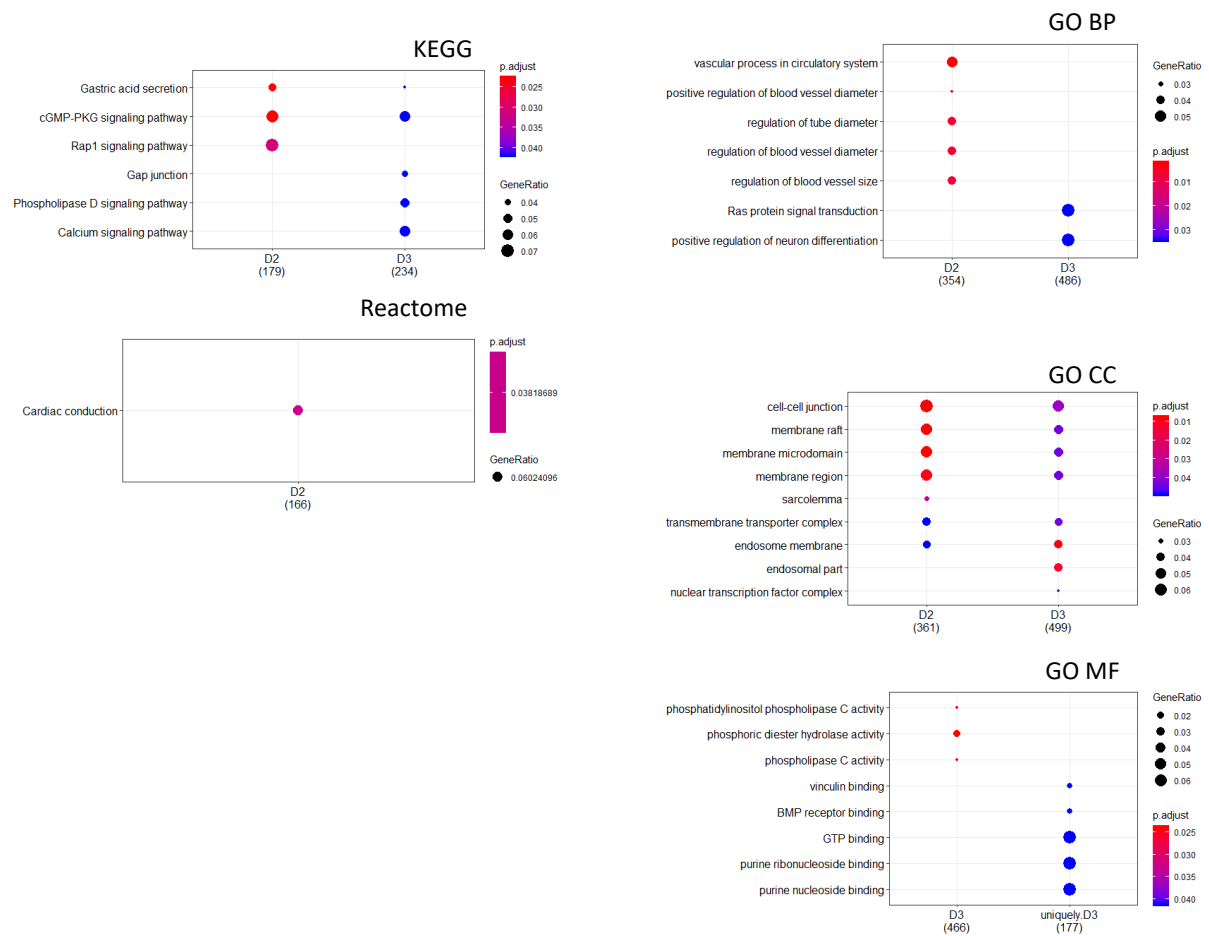 KEGG
Gastric acid secretion
cGMP-PKG signaling pathway
Rap1 signaling pathway
Gap junction
Phospholipase D signaling pathway
Calcium signaling pathway
D2
(179)
D3
(234)
p.adjust
0.025
0.030
0.035
0.040
GeneRatio
0.04
0.05
0.06
0.07
GO BP
vascular process in circulatory system
positive regulation of blood vessel diameter
regulation of tube diameter
regulation of blood vessel diameter
regulation of blood vessel size
Ras protein signal transduction
positive regulation of neuron differentiation
D2
(354)
D3
(486)
GeneRatio
0.03
0.04
0.05
p.adjust
0.01
0.02
0.03
Reactome
Cardiac conduction
D2
(166)
p.adjust
0.03818689
GeneRatio
0.06024096
GO CC
cell-cell junction
membrane raft
membrane microdomain
membrane region
sarcolemma
transmembrane transporter complex
endosome membrane
endosomal part
nuclear transcription factor complex
D2
(361)
D3
(499)
p.adjust
0.01
0.02
0.03
0.04
GeneRatio
0.03
0.04
0.05
0.06
GO MF
phosphatidylinositol phospholipase C activity
phosphoric diester hydrolase activity
phospholipase C activity
vinculin binding
BMP receptor binding
GTP binding
purine ribonucleoside binding
purine nucleoside binding
D3
(466)
uniquely.D3
(177)
GeneRatio
0.02
0.03
0.04
0.05
0.06
p.adjust
0.025
0.030
0.035
0.040